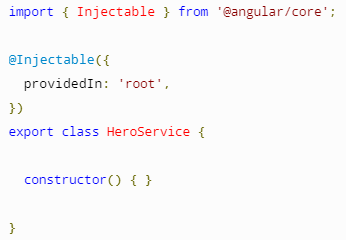 import { Injectable } from '@angular/core';
@Injectable({
  providedIn: 'root',
})
export class HeroService {
  constructor() { }
}